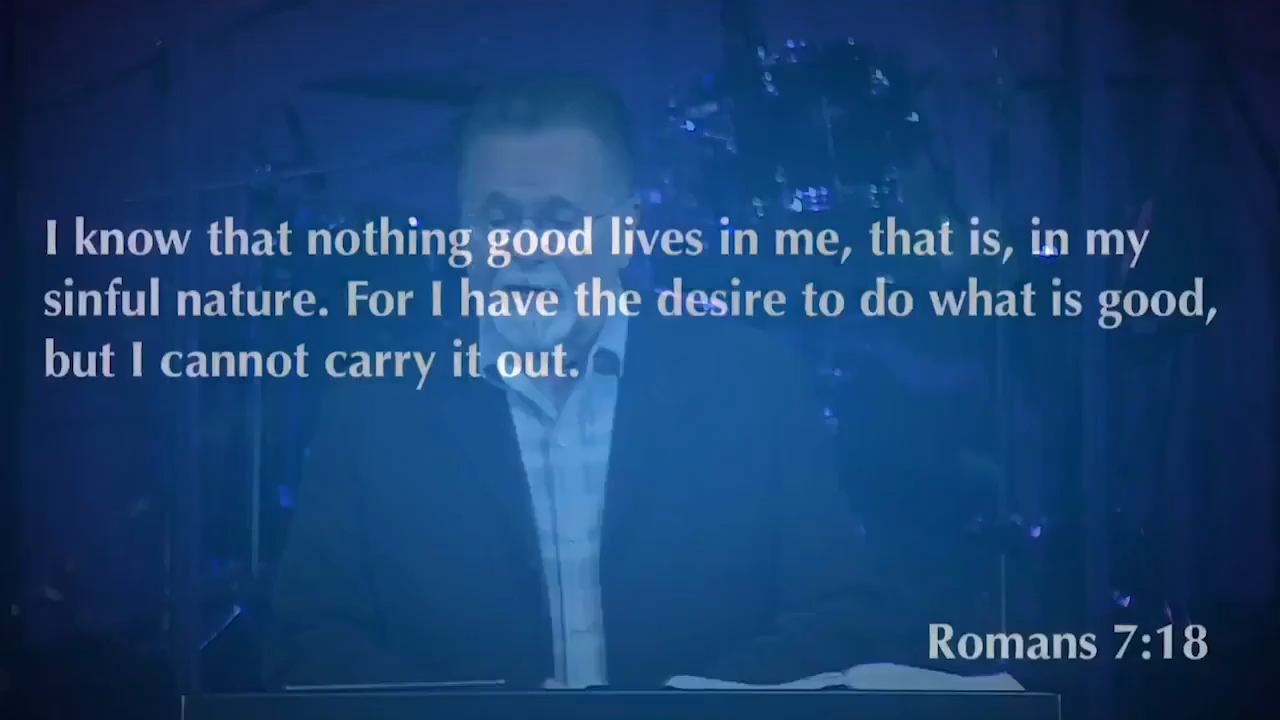 I know that nothing good lives in me, that is, in my
sinful nature. For I have the desire to do what is good,
but I cannot carry it out.
Romans 7:18